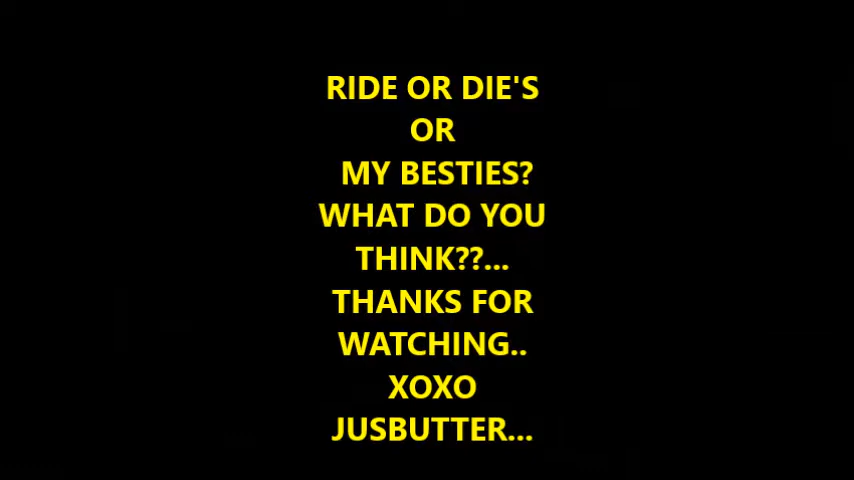 RIDE OR DIE'S
OR
MY BESTIES?
WHAT DO YOU
THINK??...
THANKS FOR
WATCHING..
XOXO
JUSBUTTER...